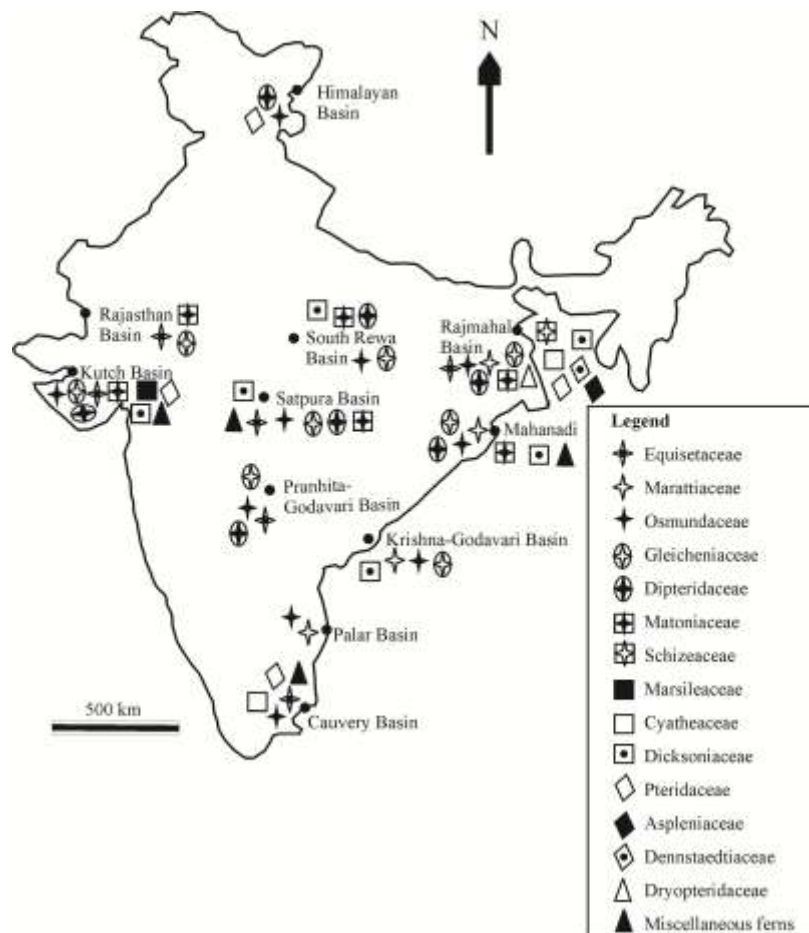 N
Himalayan
Basin
Rajasthan
Basin
South Rewa
Basin
Rajmahal
Basin
Kutch Basin
Satpura Basin
Mahanadi
Pranhita-
Godavari Basin
Krishna-Godavari Basin
Palar Basin
Cauvery Basin
500 km
Legend
Equisetaceae
Marattiaceae
Osmundaceae
Gleicheniaceae
Dipteridaceae
Matoniaceae
Schizeaceae
Marsileaceae
Cyatheaceae
Dicksoniaceae
Pteridaceae
Aspleniaceae
Dennstaedtiaceae
Dryopteridaceae
Miscellaneous ferns